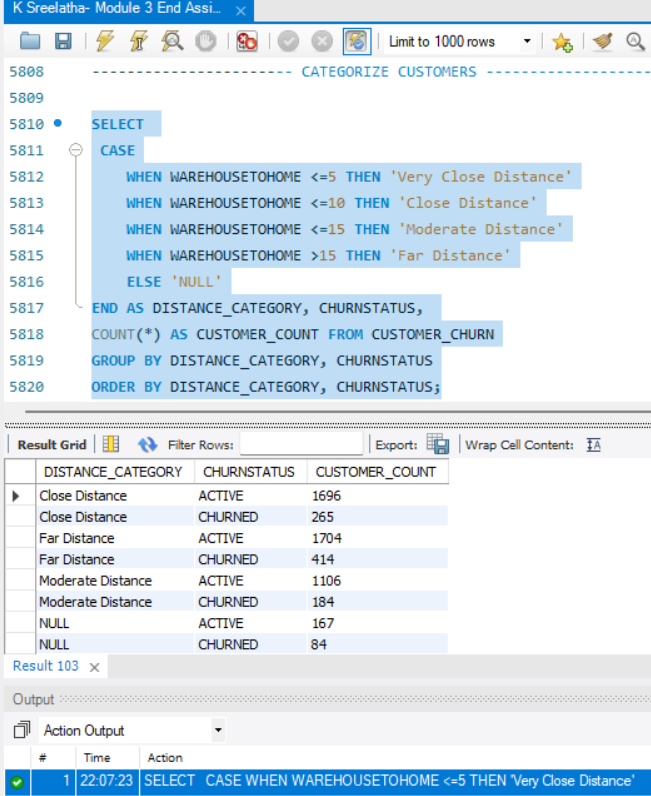 K Sreelatha- Module 3 End Assi...
Limit to 1000 rows
5808 ---------------------- CATEGORIZE CUSTOMERS ------------------
5809
5810 SELECT
5811 CASE
5812 WHEN WAREHOUSETOHOME <=5 THEN 'Very Close Distance'
5813 WHEN WAREHOUSETOHOME <=10 THEN 'Close Distance'
5814 WHEN WAREHOUSETOHOME <=15 THEN 'Moderate Distance'
5815 WHEN WAREHOUSETOHOME >15 THEN 'Far Distance'
5816 ELSE 'NULL'
5817 END AS DISTANCE_CATEGORY, CHURNSTATUS,
5818 COUNT(*) AS CUSTOMER_COUNT FROM CUSTOMER_CHURN
5819 GROUP BY DISTANCE_CATEGORY, CHURNSTATUS
5820 ORDER BY DISTANCE_CATEGORY, CHURNSTATUS;
Result Grid Filter Rows: Export: Wrap Cell Content: IA
DISTANCE_CATEGORY CHURNSTATUS CUSTOMER_COUNT
Close Distance ACTIVE 1696
Close Distance CHURNED 265
Far Distance ACTIVE 1704
Far Distance CHURNED 414
Moderate Distance ACTIVE 1106
Moderate Distance CHURNED 184
NULL ACTIVE 167
NULL CHURNED 84
Result 103
Output
Action Output
# Time Action
1 22:07:23 SELECT CASE WHEN WAREHOUSETOHOME <=5 THEN 'Very Close Distance'